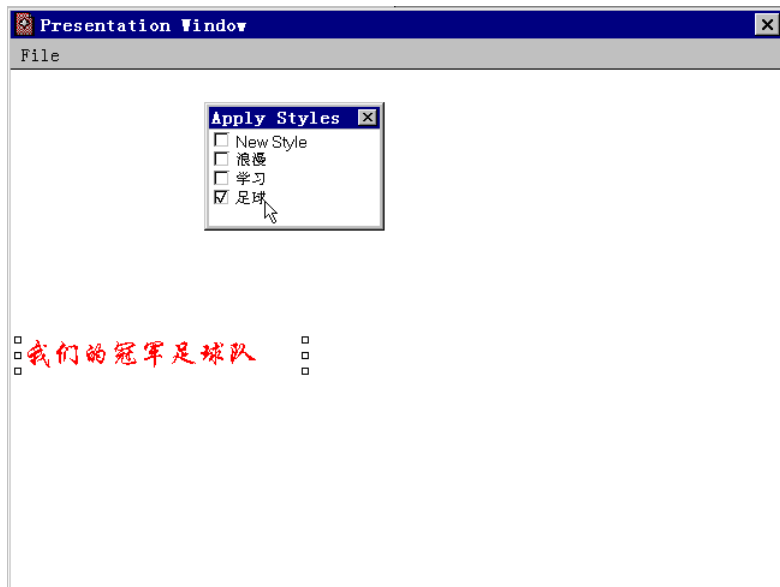 Presentation Window
File
Apply Styles
New Style
浪漫
学习
足球
我们的冠军足球队